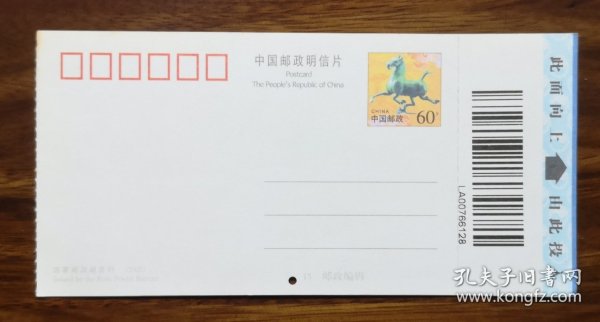 中国邮政明信片
Postcard
The People's Republic of China
CHINA
中国邮政
60分
LA00766128
此面向上
由此投
邮政编码
孔夫子旧书网
www.kongfz.com